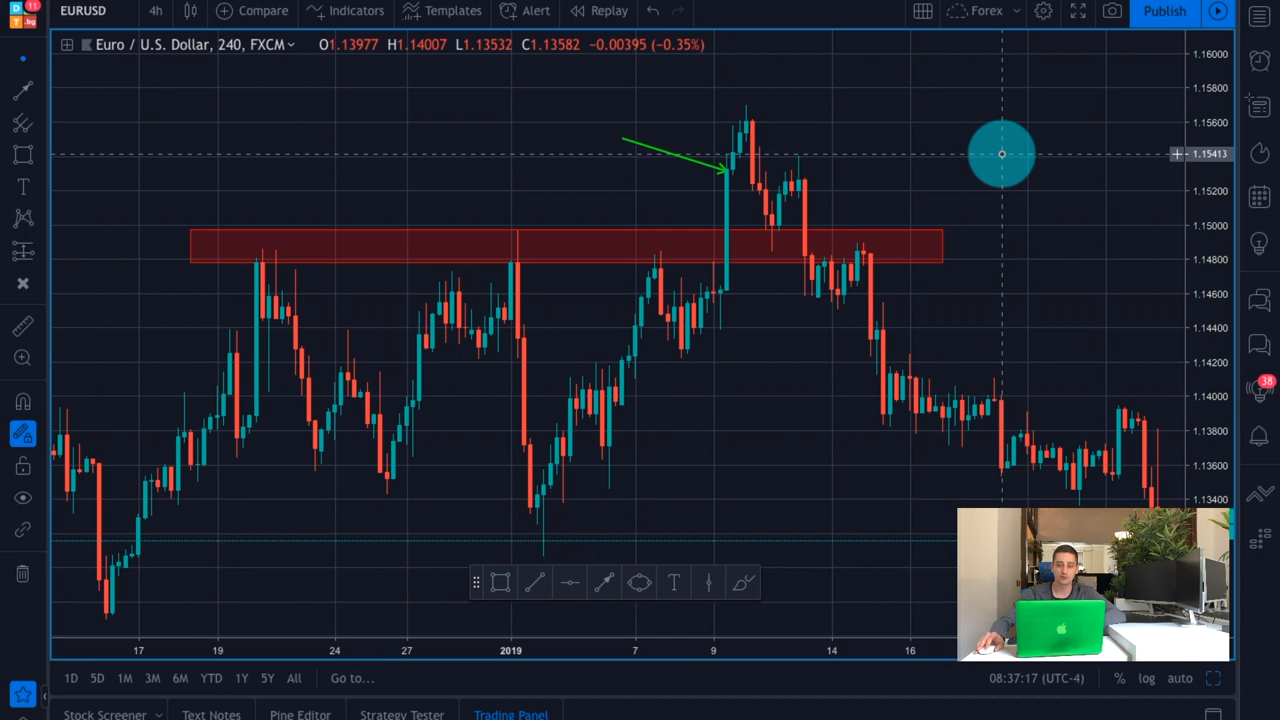 11
D
T.bg
EURUSD 4h Compare Indicators Templates Alert Replay Forex Publish
Euro / U.S. Dollar, 240, FXCM O1.13977 H1.14007 L1.13532 C1.13582 −0.00395 (−0.35%)
1.16000
1.15800
1.15600
1.15413
1.15200
1.15000
1.14800
1.14600
1.14400
1.14200
1.14000
1.13800
1.13600
1.13400
38
T
17 19 24 27 2019 7 9 14 16
1D 5D 1M 3M 6M YTD 1Y 5Y All Go to... 08:37:17 (UTC-4) % log auto
Stock Screener Text Notes Pine Editor Strategy Tester Trading Panel